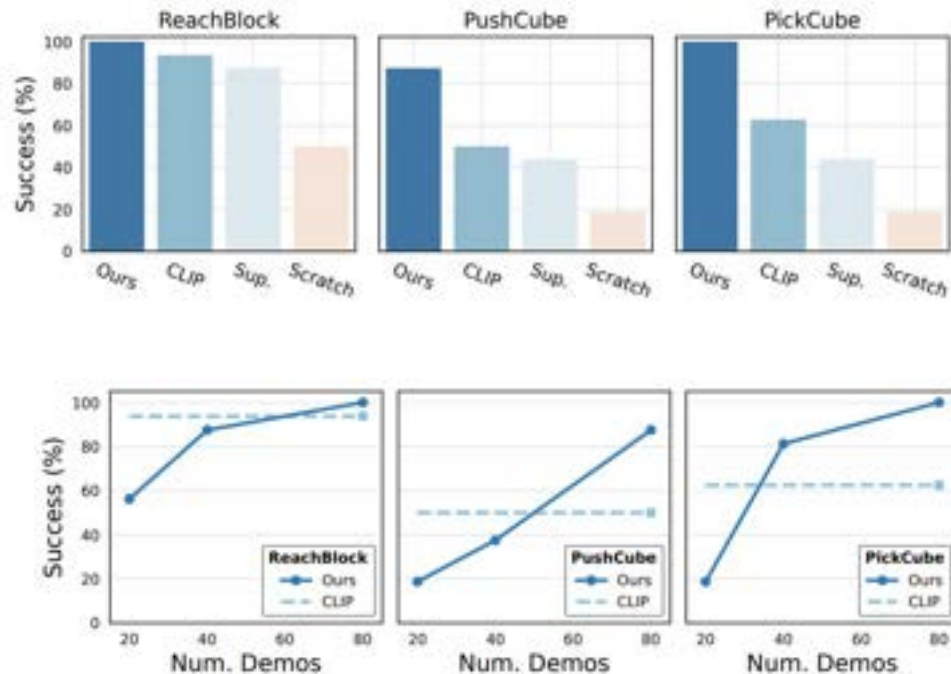 ReachBlock PushCube PickCube
Success (%)
100
80
60
40
20
0
Ours CLIP Sup. Scratch Ours CLIP Sup. Scratch Ours CLIP Sup. Scratch
Success (%)
100
80
60
40
20
0
ReachBlock
Ours
CLIP
PushCube
Ours
CLIP
PickCube
Ours
CLIP
20 40 60 80 20 40 60 80 20 40 60 80
Num. Demos Num. Demos Num. Demos